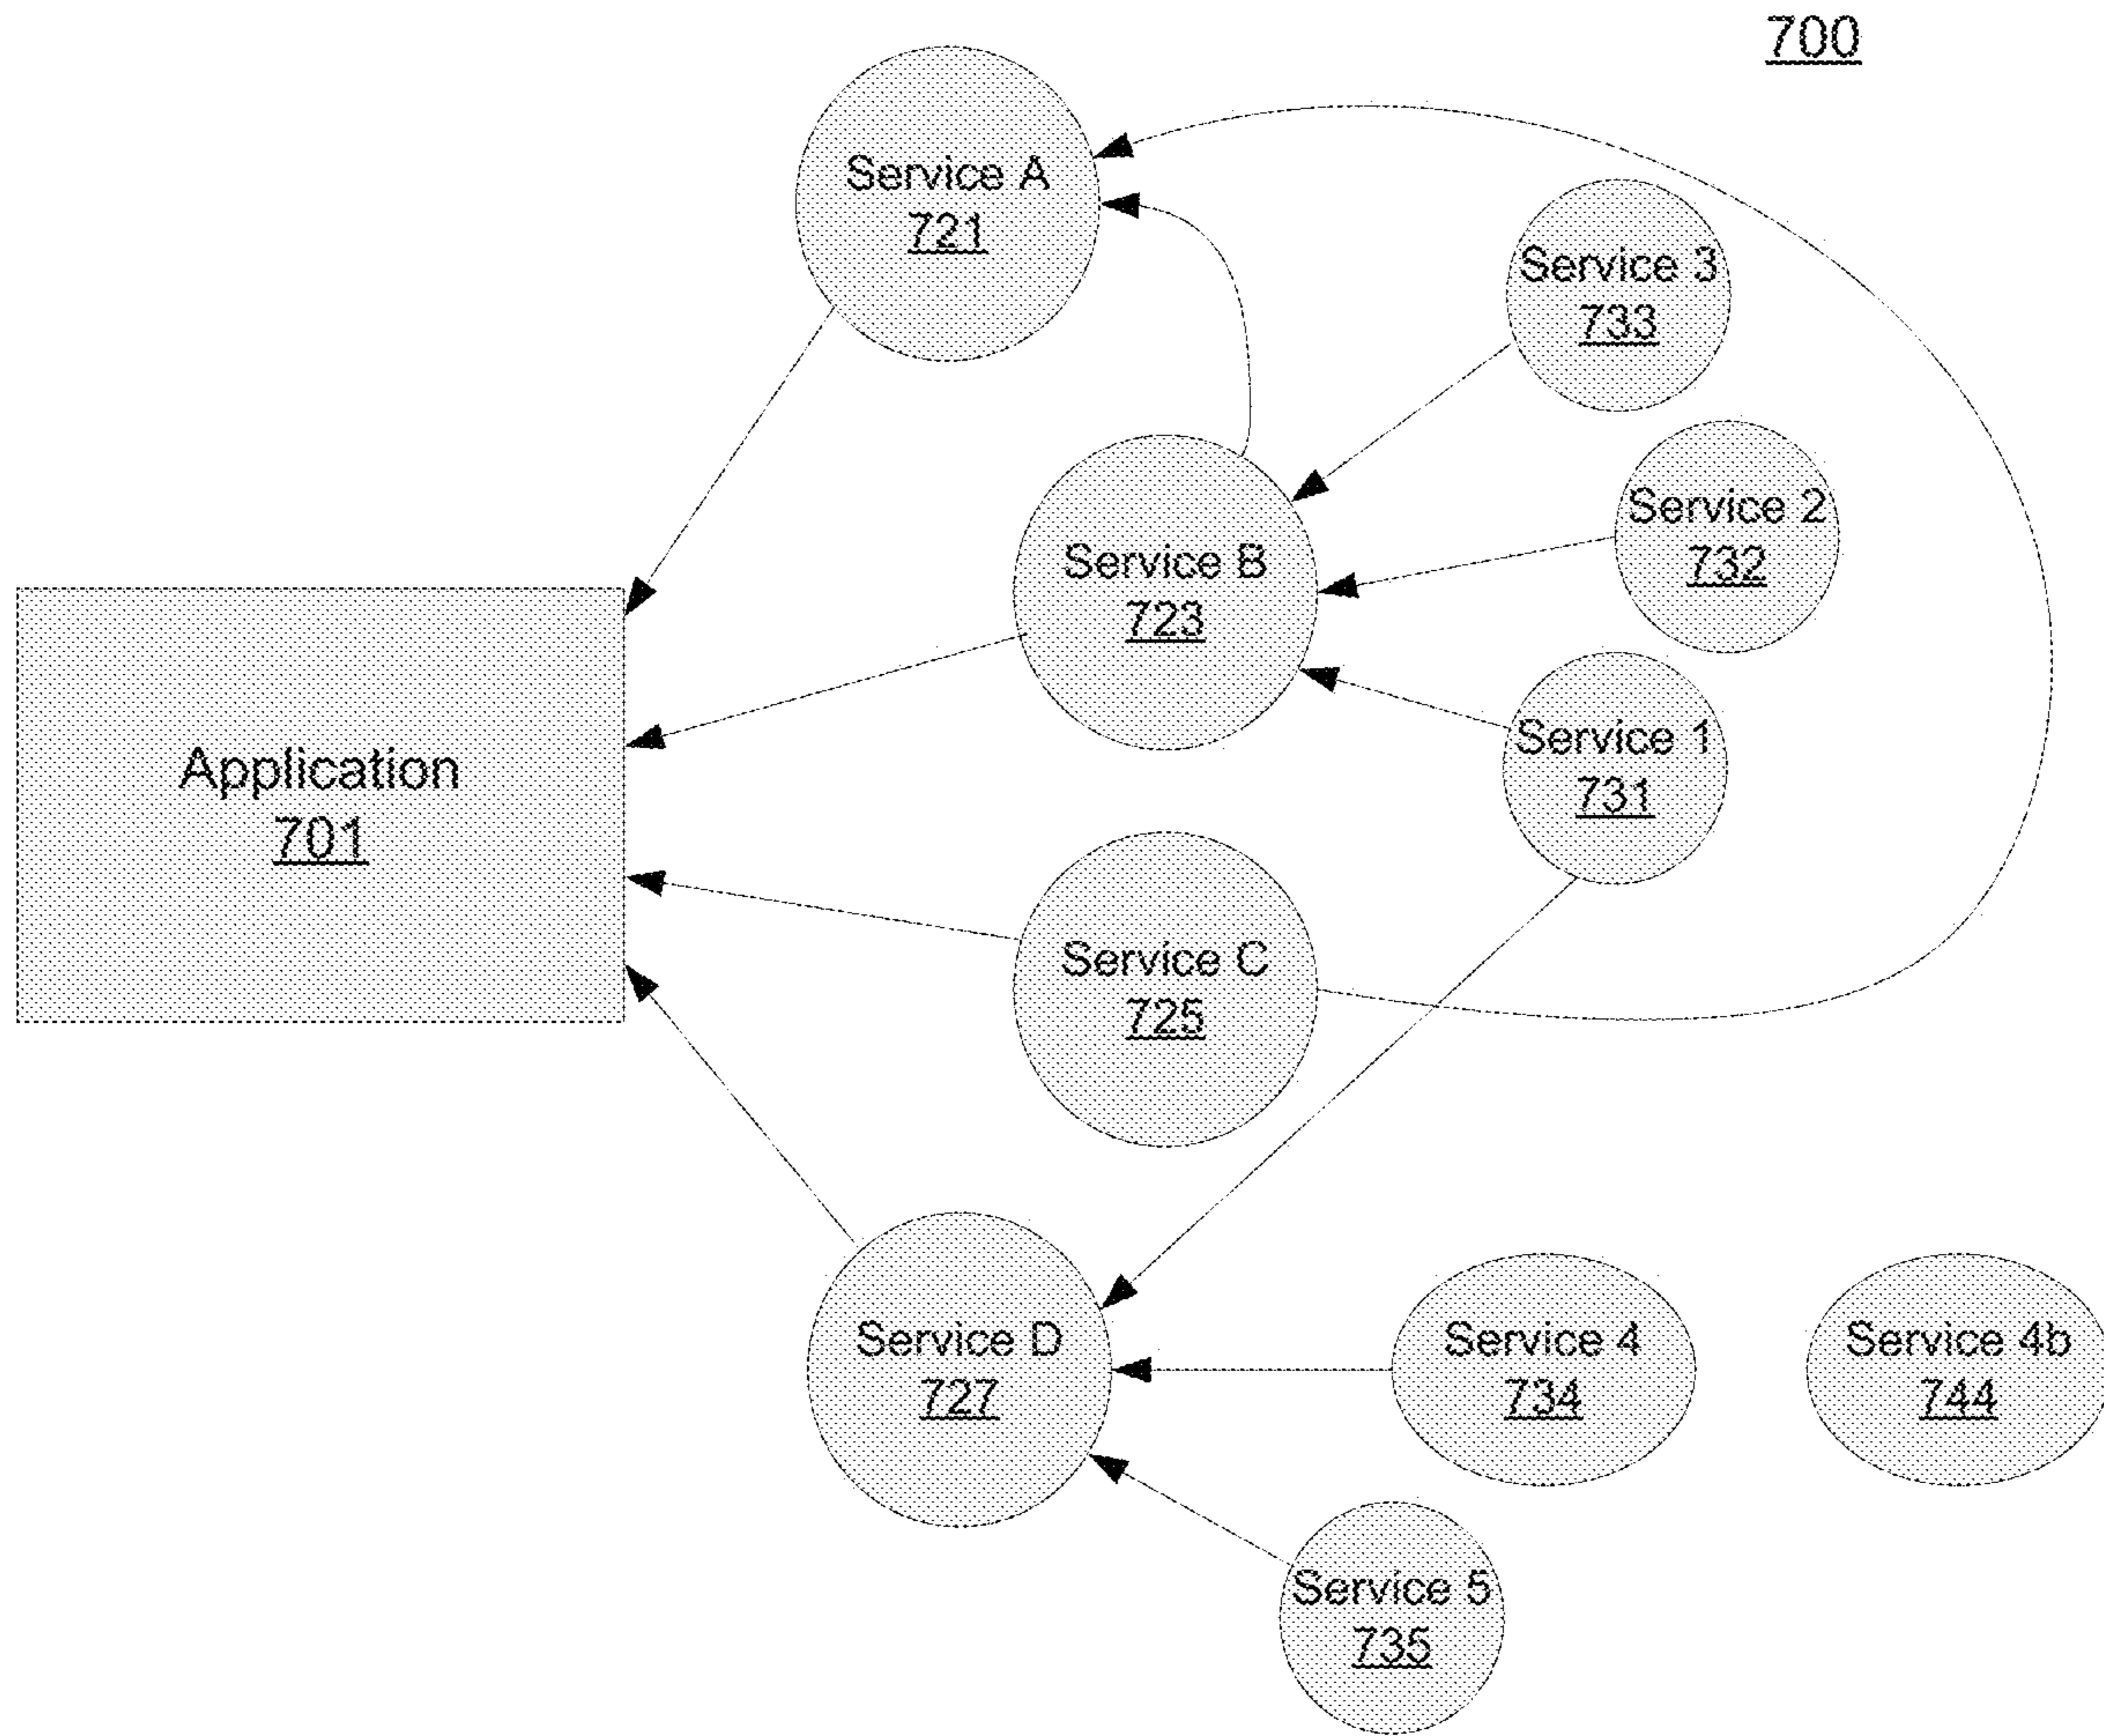 700
Service A
721
Service 3
733
Service 2
732
Service B
723
Service 1
731
Application
701
Service C
725
Service D
727
Service 4
734
Service 4b
744
Service 5
735